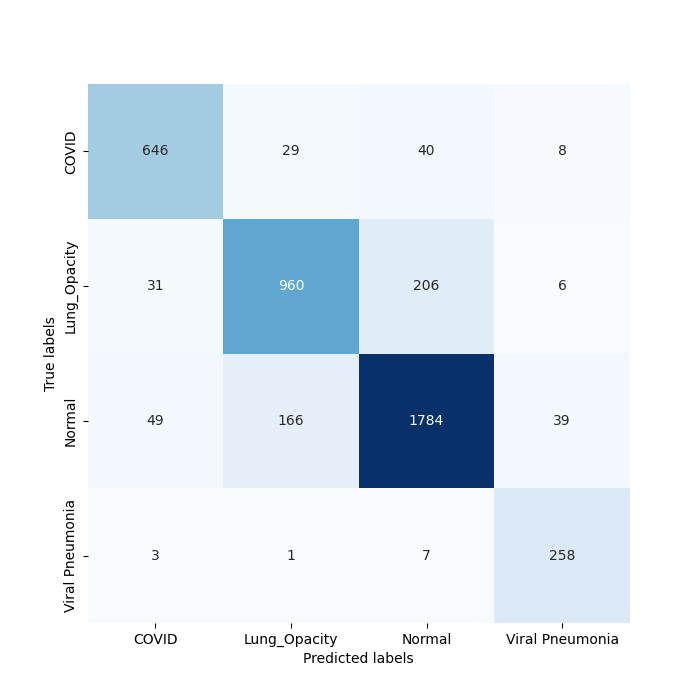 COVID 646 29 40 8
Lung_Opacity 31 960 206 6
Normal 49 166 1784 39
Viral Pneumonia 3 1 7 258
True labels
COVID Lung_Opacity Normal Viral Pneumonia
Predicted labels